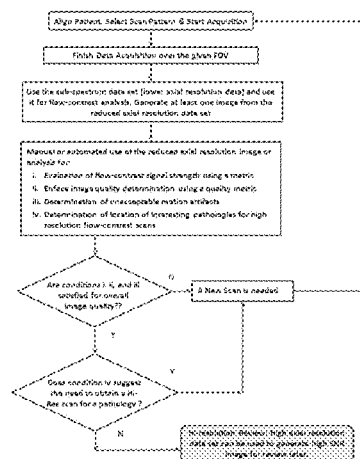 Align Patient, Select Scan Pattern & Start Acquisition
Finish Data Acquisition over the given FOV
Use the sub-spectrum data set (lower axial resolution data) and use
it for flow-contrast analysis. Generate at least one image from the
reduced axial resolution data set
Manual or automated use of the reduced axial resolution image or
analysis for:
i. Evaluation of flow-contrast signal strength using a metric
ii. Enface image quality determination using a quality metric
iii. Determination of unacceptable motion artifacts
iv. Determination of location of interesting pathologies for high
resolution flow-contrast scans
Are conditions i, ii, and iii
satisfied for overall
image quality??
N
A New Scan is needed
Y
Does condition iv suggest
the need to obtain a Hi-
Res scan for a pathology?
Y
N
Hi-resolution Review: high axial resolution
data set can be used to generate high
image for review later